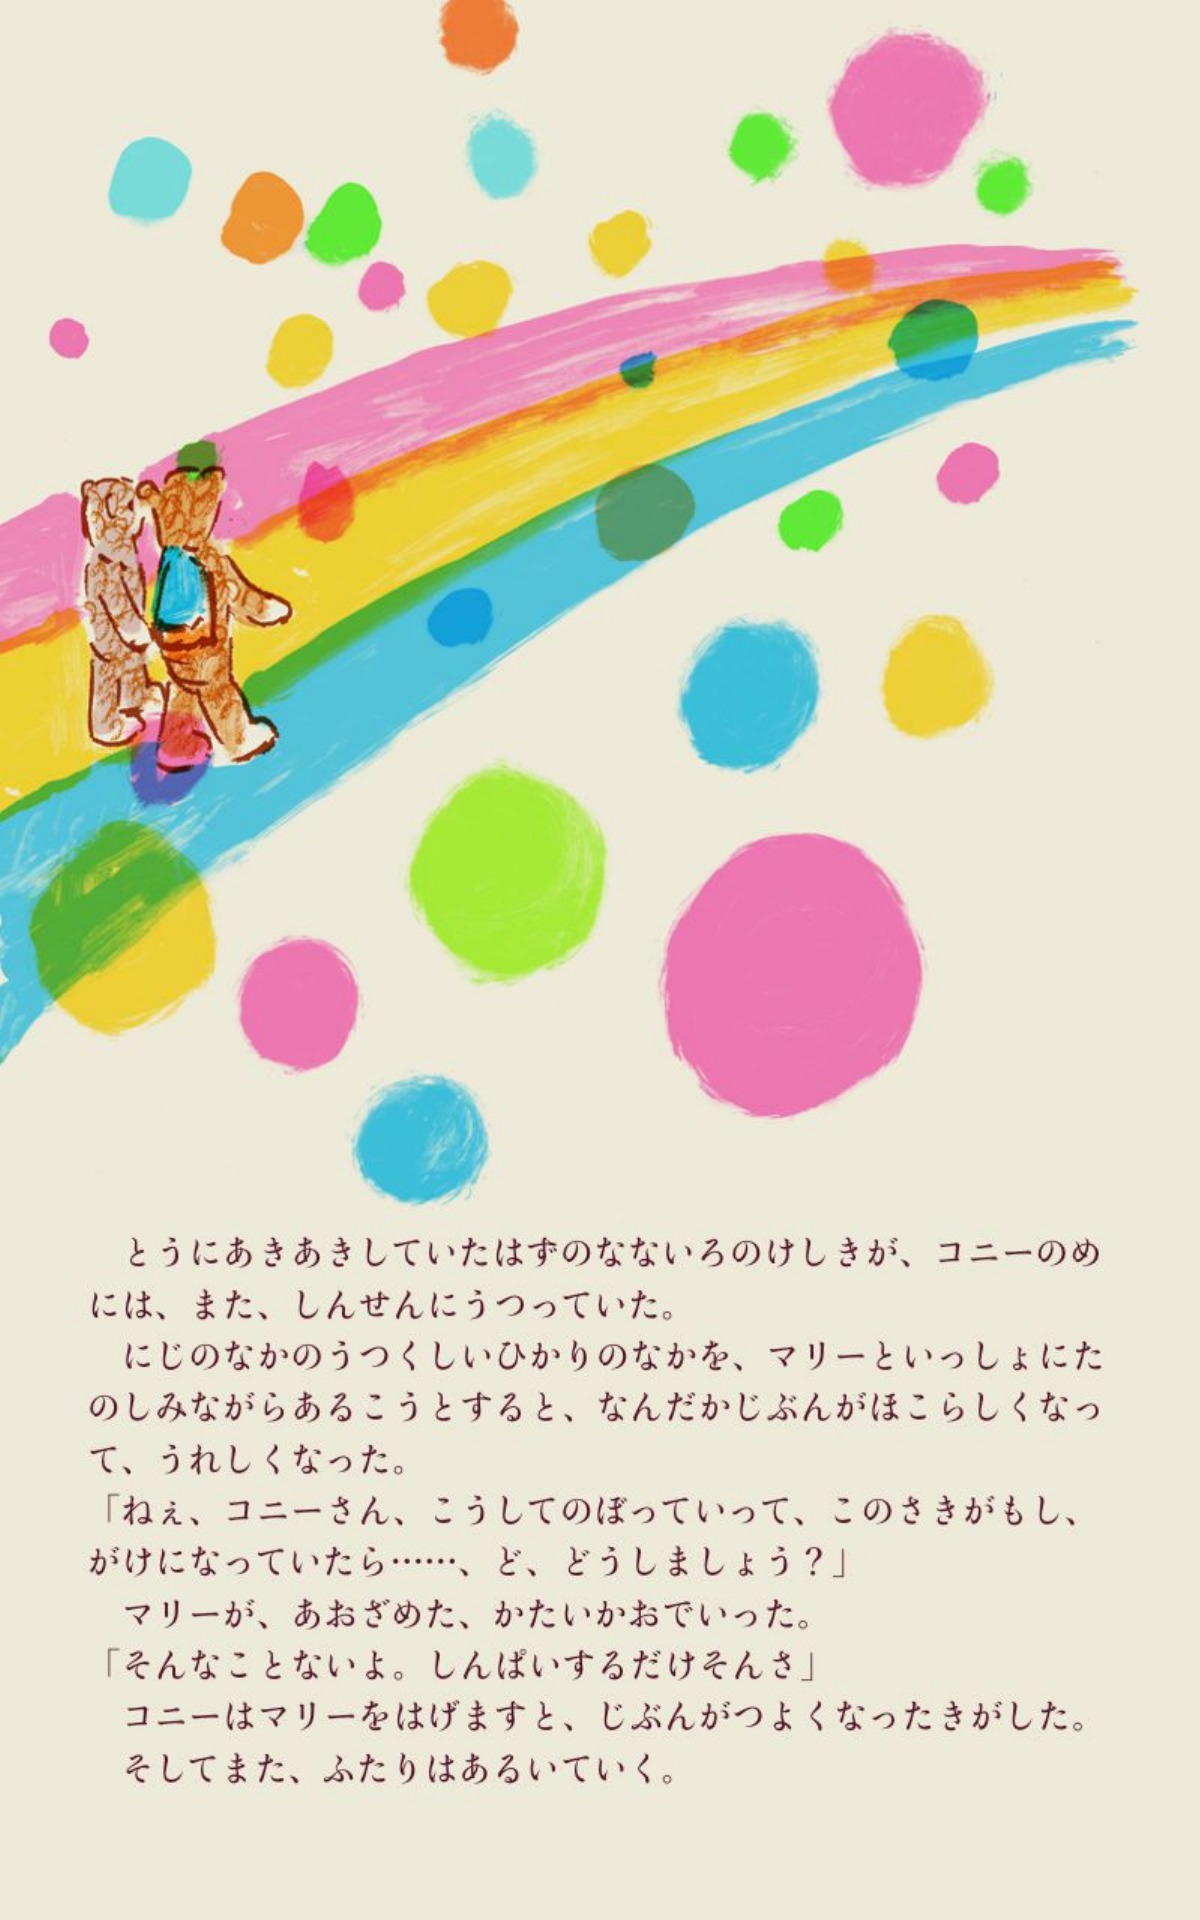 とうにあきあきしていたはずのなないろのけしきが、コニーのめ
には、また、しんせんにうつっていた。
　にじのなかのうつくしいひかりのなかを、マリーといっしょにた
のしみながらあるこうとすると、なんだかじぶんがほこらしくなっ
て、うれしくなった。
「ねぇ、コニーさん、こうしてのぼっていって、このさきがもし、
がけになっていたら……、ど、どうしましょう？」
　マリーが、あおざめた、かたいかおでいった。
「そんなことないよ。しんぱいするだけそんさ」
　コニーはマリーをはげますと、じぶんがつよくなったきがした。
　そしてまた、ふたりはあるいていく。